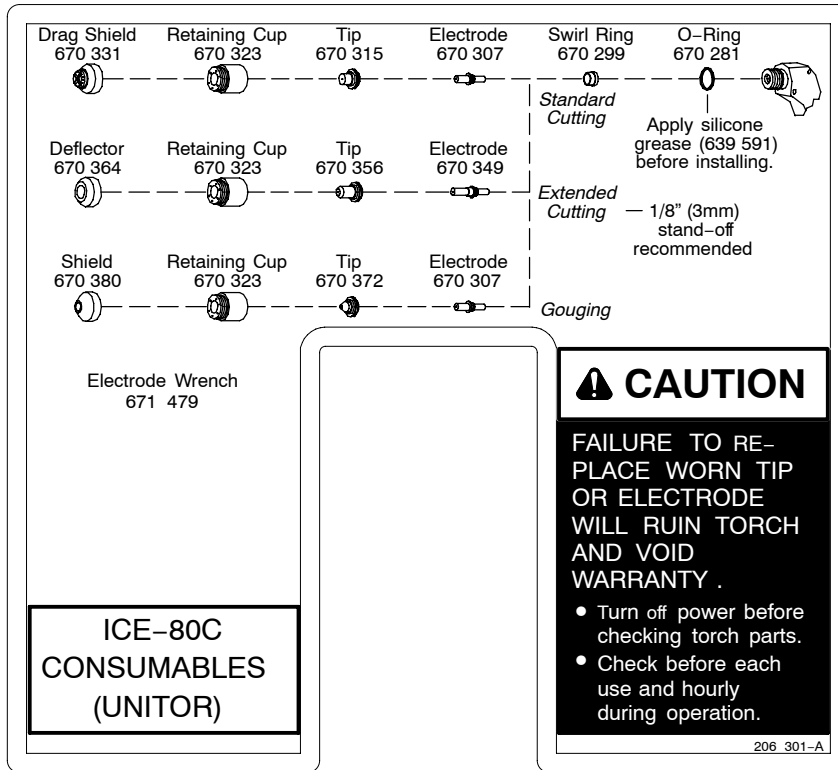 Drag Shield Retaining Cup Tip Electrode Swirl Ring O-Ring
670 331 670 323 670 315 670 307 670 299 670 281
Standard
Cutting
Apply silicone
grease (639 591)
before installing.
Deflector Retaining Cup Tip Electrode
670 364 670 323 670 356 670 349
Extended
Cutting
— 1/8” (3mm)
stand-off
recommended
Shield Retaining Cup Tip Electrode
670 380 670 323 670 372 670 307
Gouging
Electrode Wrench
671 479
CAUTION
FAILURE TO RE-
PLACE WORN TIP
OR ELECTRODE
WILL RUIN TORCH
AND VOID
WARRANTY .
• Turn off power before
checking torch parts.
• Check before each
use and hourly
during operation.
ICE-80C
CONSUMABLES
(UNITOR)
206 301-A